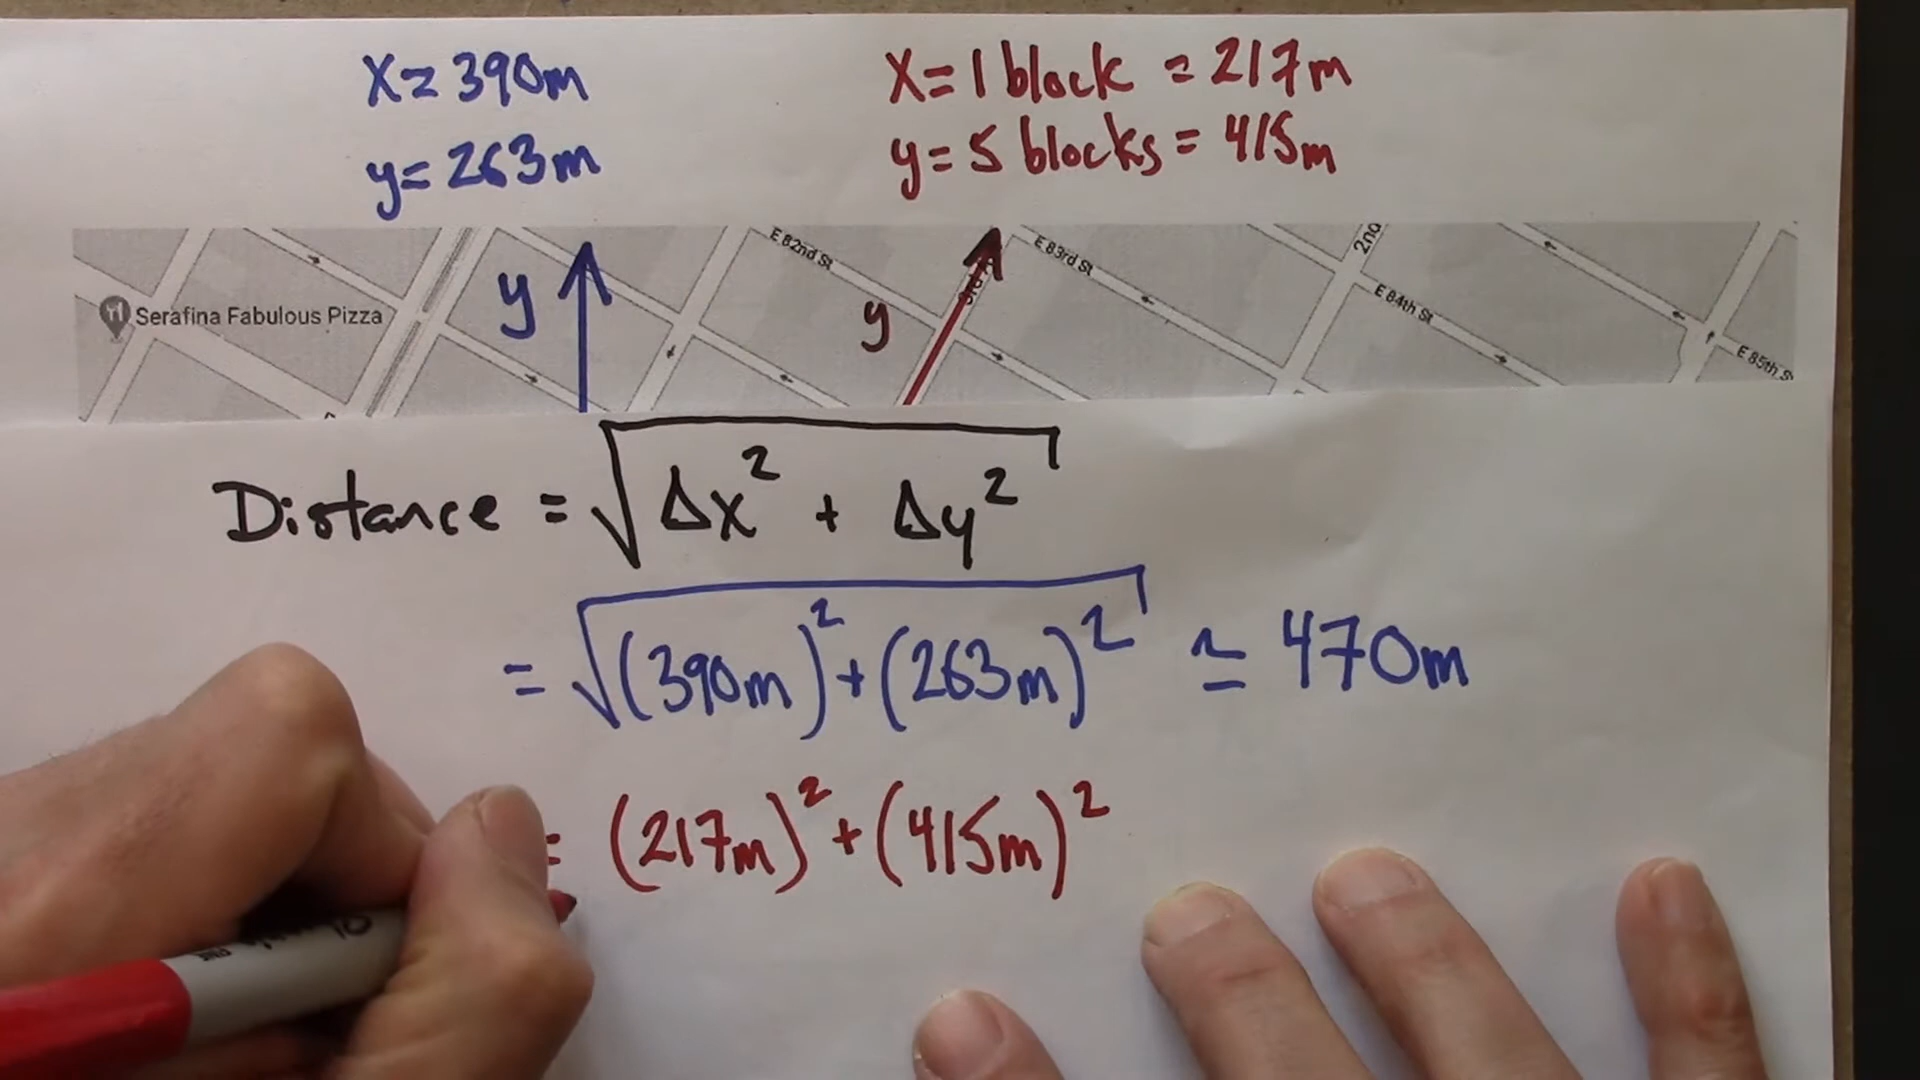 x≃390m
y=263m
x=1 block ≃217m
y=5 blocks=415m
E 82nd St
E 83rd St
2nd
E 84th St
E 85th S
Serafina Fabulous Pizza
y
y
Distance = √Δx² + Δy²
= √(390m)²+(263m)² ≃ 470m
= (217m)²+(415m)²